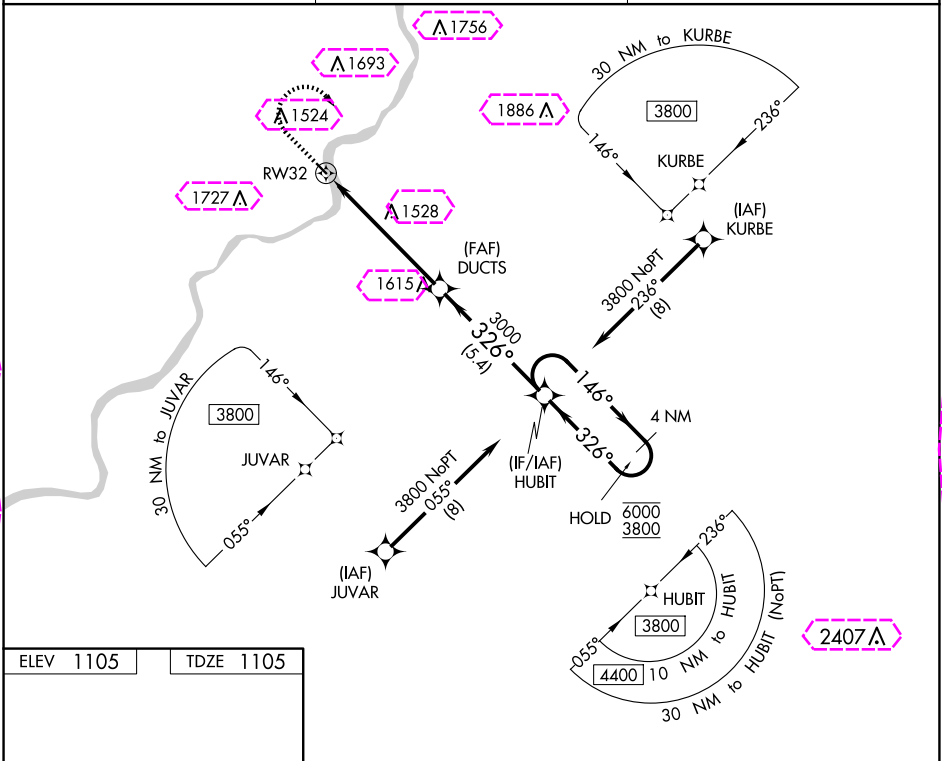 1756
1693
30 NM to KURBE
1524
1886
3800
236°
146°
KURBE
RW32
1727
1528
(IAF)
KURBE
(FAF)
DUCTS
3800 NoPT
236°
(8)
1615
3000
326°
(5.4)
146°
30 NM to JUVAR
146°
3800
4 NM
326°
JUVAR
(IF/IAF)
HUBIT
3800 NoPT
055°
(8)
HOLD 6000
3800
055°
236°
(IAF)
JUVAR
HUBIT
3800
2407
055°
4400
10 NM to HUBIT
30 NM to HUBIT (NoPT)
ELEV 1105
TDZE 1105